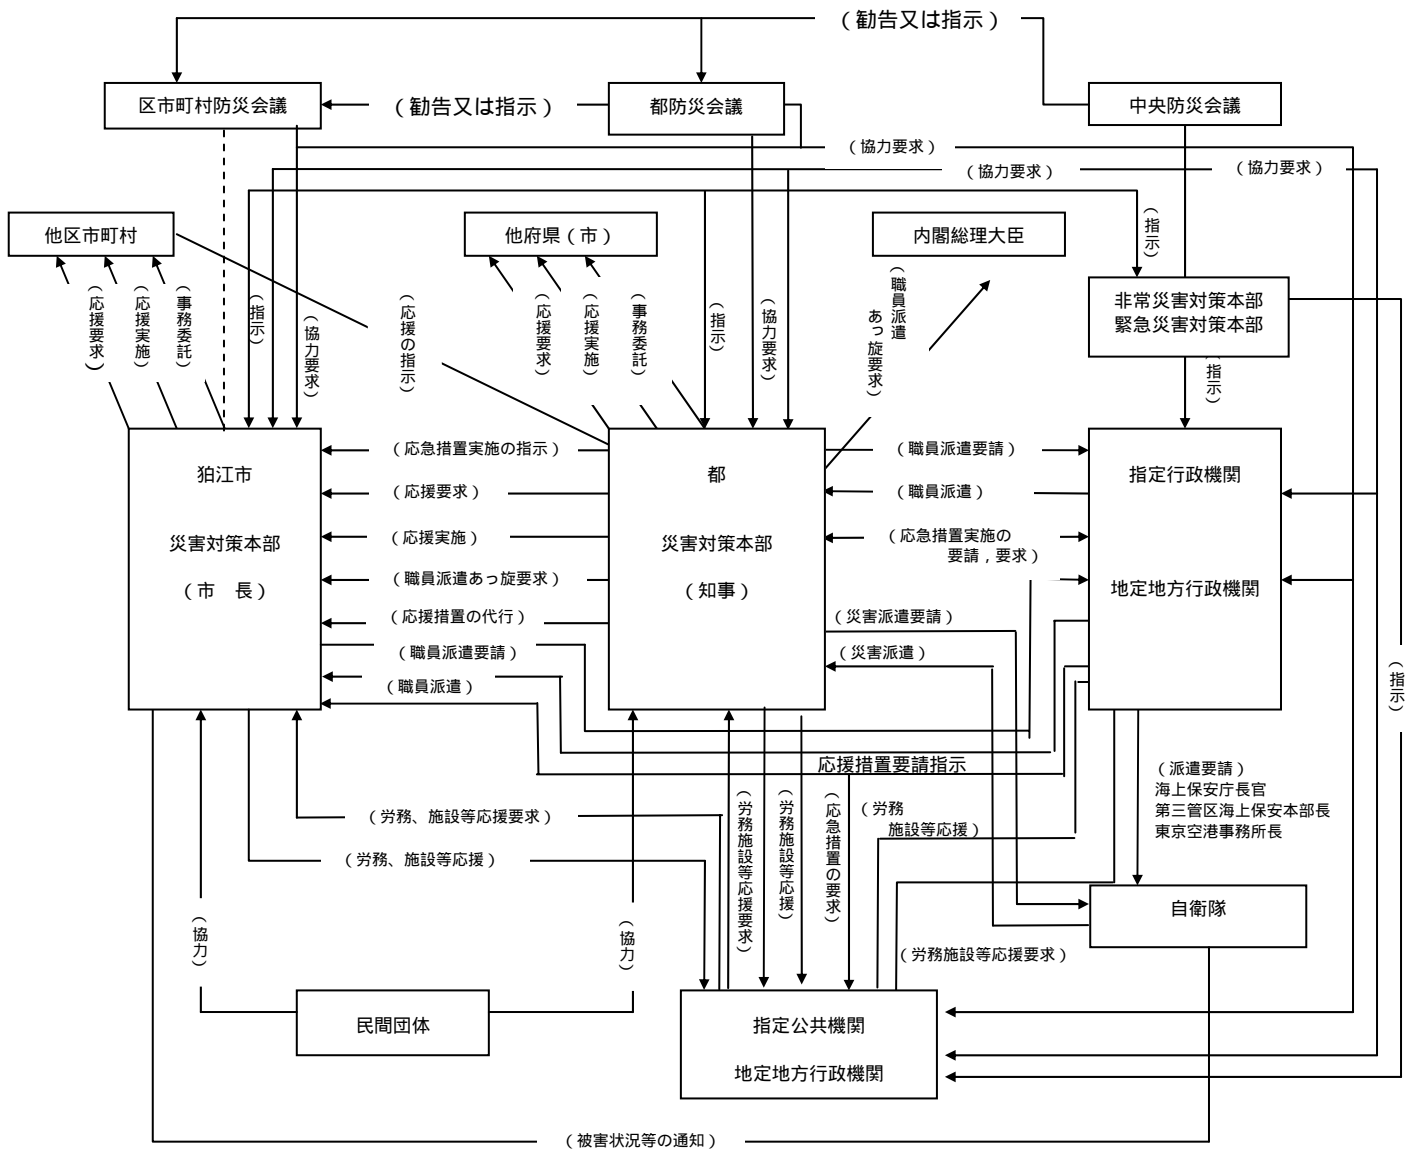 （勧告又は指示）
区市町村防災会議
（勧告又は指示）
都防災会議
中央防災会議
（協力要求）
（協力要求）
（協力要求）
（指示）
他区市町村
他府県（市）
内閣総理大臣
非常災害対策本部
緊急災害対策本部
（応援要求）
（応援実施）
（事務委託）
（指示）
（協力要求）
（応援の指示）
（応援要求）
（応援実施）
（事務委託）
（指示）
（協力要求）
（職員派遣
あっ旋要求）
（指示）
狛江市
災害対策本部
（市　長）
（応急措置実施の指示）
（応援要求）
（応援実施）
（職員派遣あっ旋要求）
（応援措置の代行）
（職員派遣要請）
（職員派遣）
都
災害対策本部
（知事）
（職員派遣要請）
（職員派遣）
（応急措置実施の
要請，要求）
（災害派遣要請）
（災害派遣）
指定行政機関
地定地方行政機関
（指示）
応援措置要請指示
（派遣要請）
海上保安庁長官
第三管区海上保安本部長
東京空港事務所長
（労務、施設等応援要求）
（労務、施設等応援）
（労務施設等応援要求）
（労務施設等応援）
（応急措置の要求）
（労務
施設等応援）
（協力）
（協力）
自衛隊
（労務施設等応援要求）
民間団体
指定公共機関
地定地方行政機関
（被害状況等の通知）